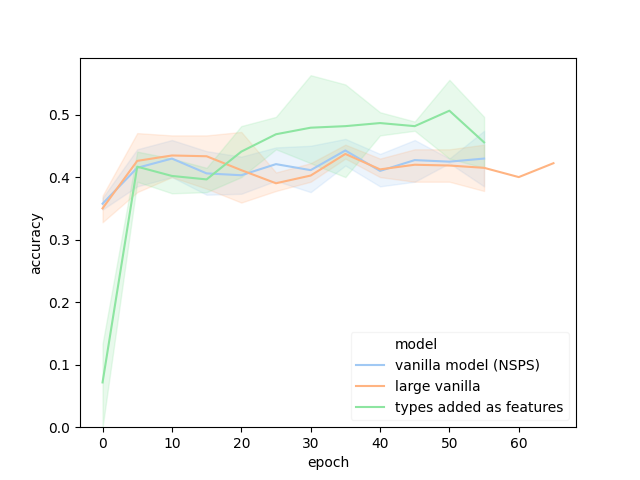 0.5
0.4
0.3
0.2
0.1
0.0
accuracy
model
vanilla model (NSPS)
large vanilla
types added as features
0 10 20 30 40 50 60
epoch